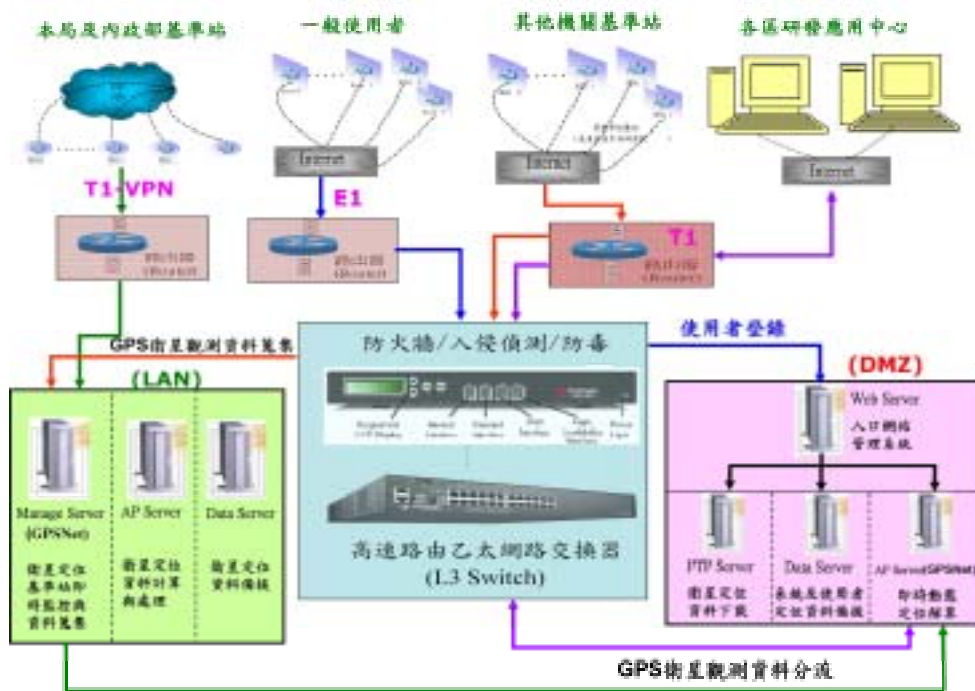 本局及內政部基準站
一般使用者
其他機關基準站
各區研發應用中心
Internet
Internet
Internet
T1-VPN
E1
T1
(Router)
(Router)
(Router)
防火牆/入侵偵測/防毒
使用者登錄
GPS衛星觀測資料蒐集
(LAN)
(DMZ)
Web Server
入口網站
管理系統
Manage Server
(GPSNet)
AP Server
Data Server
衛星定位
基準站即
時監控與
資料蒐集
衛星定位
資料計算
與處理
衛星定位
資料備援
高速路由乙太網路交換器
(L3 Switch)
FTP Server
Data Server
AP Server(GPSNet)
衛星定位
資料下載
系統及使用者
定位資料備援
即時動態
定位解算
GPS衛星觀測資料分流